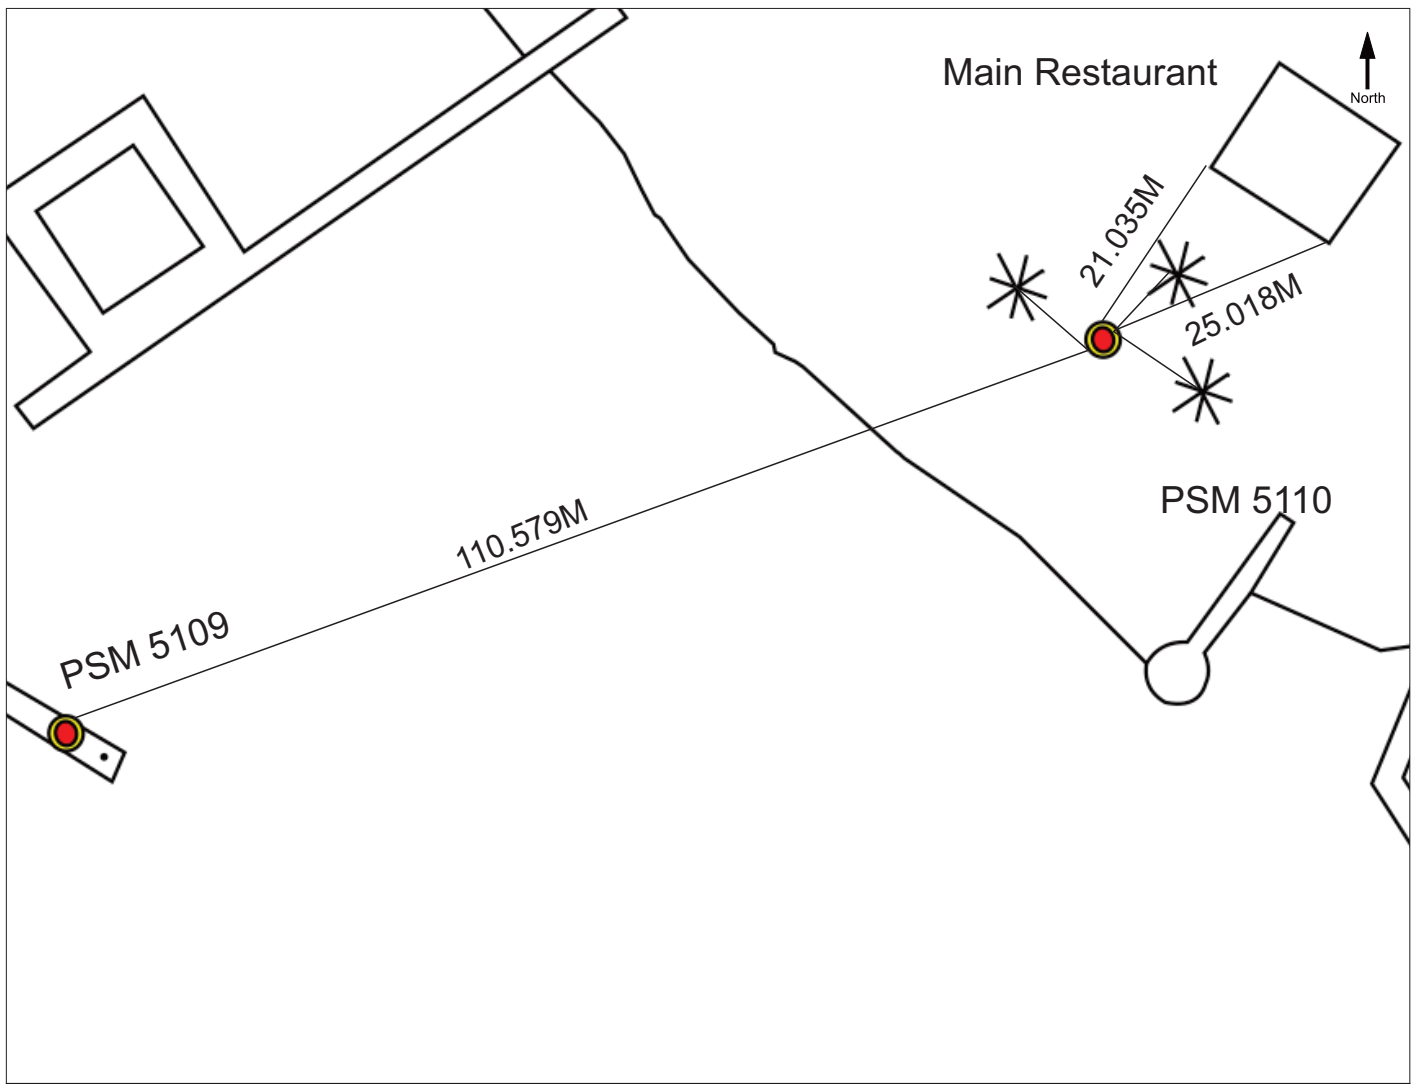 Main Restaurant
North
21.035M
25.018M
PSM 5110
110.579M
PSM 5109